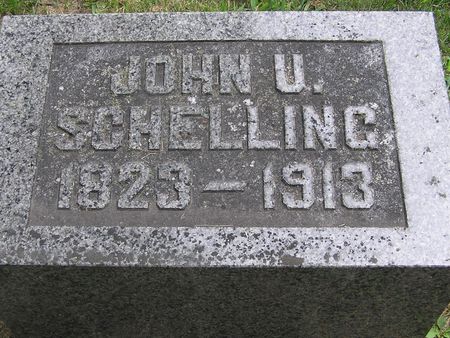 JOHN U.
SCHELLING
1823 – 1913